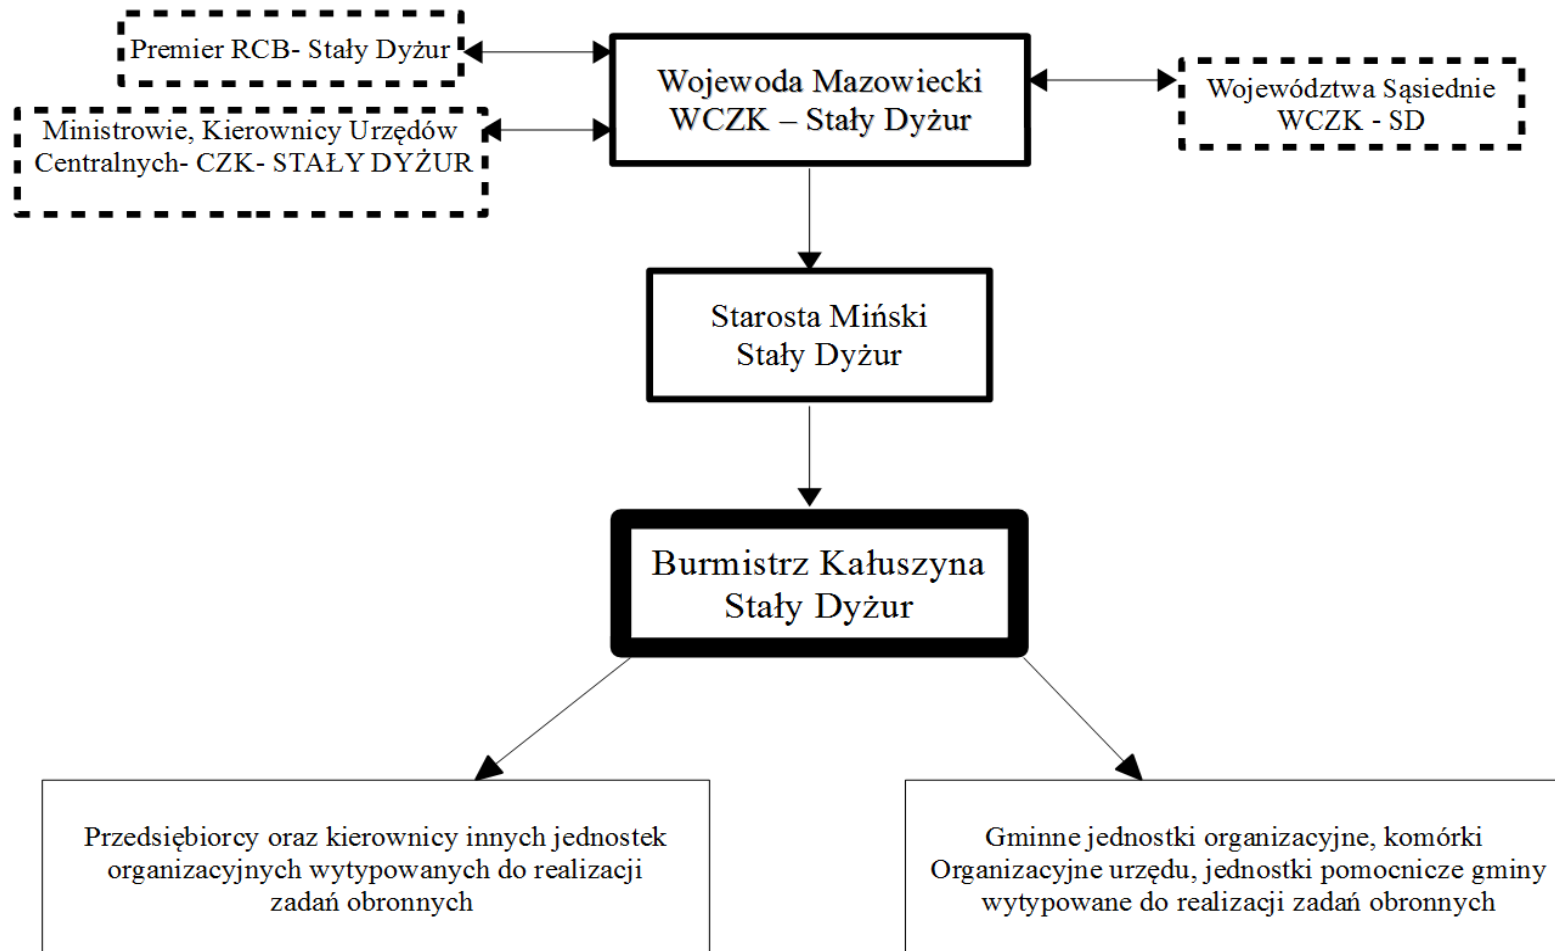 Premier RCB- Stały Dyżur
Ministrowie, Kierownicy Urzędów
Centralnych- CZK- STAŁY DYŻUR
Wojewoda Mazowiecki
WCZK – Stały Dyżur
Województwa Sąsiednie
WCZK - SD
Starosta Miński
Stały Dyżur
Burmistrz Kałuszyna
Stały Dyżur
Przedsiębiorcy oraz kierownicy innych jednostek
organizacyjnych wytypowanych do realizacji
zadań obronnych
Gminne jednostki organizacyjne, komórki
Organizacyjne urzędu, jednostki pomocnicze gminy
wytypowane do realizacji zadań obronnych